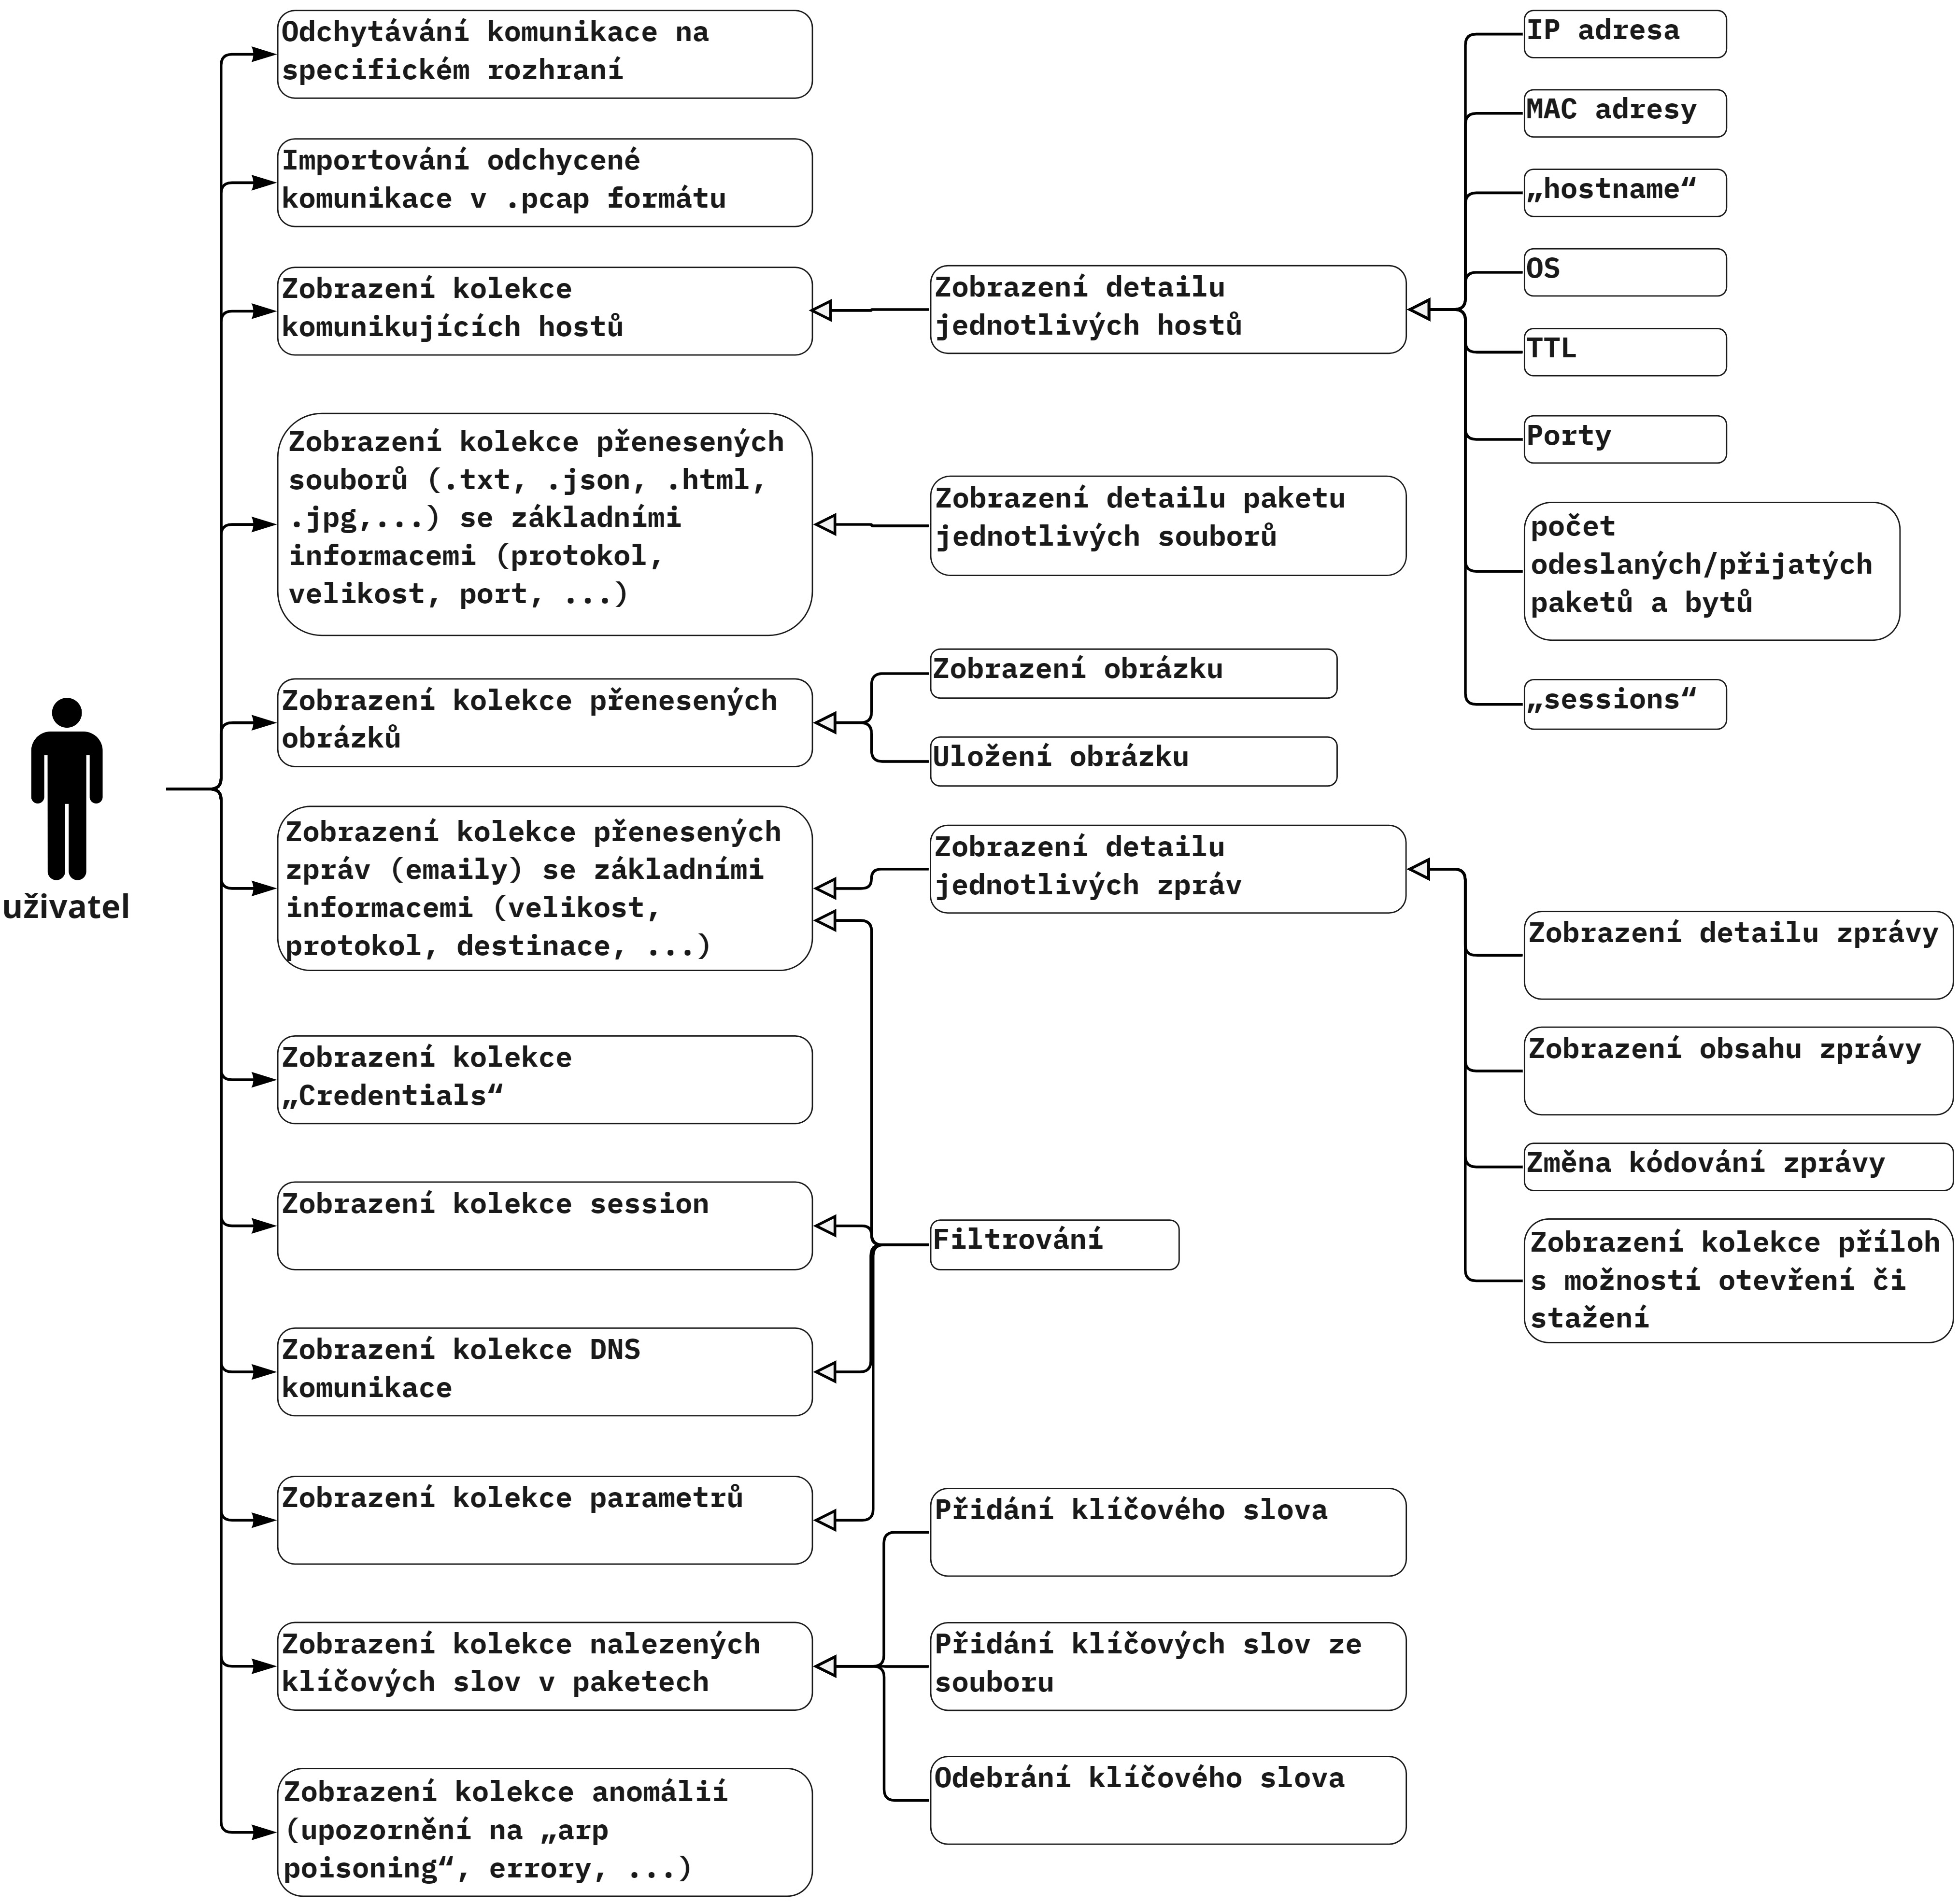 Odchytávání komunikace na
specifickém rozhraní
Importování odchycené
komunikace v .pcap formátu
Zobrazení kolekce
komunikujících hostů
Zobrazení kolekce přenesených
souborů (.txt, .json, .html,
.jpg,...) se základními
informacemi (protokol,
velikost, port, ...)
Zobrazení kolekce přenesených
obrázků
Zobrazení kolekce přenesených
zpráv (emaily) se základními
informacemi (velikost,
protokol, destinace, ...)
Zobrazení kolekce
„Credentials“
Zobrazení kolekce session
Zobrazení kolekce DNS
komunikace
Zobrazení kolekce parametrů
Zobrazení kolekce nalezených
klíčových slov v paketech
Zobrazení kolekce anomálií
(upozornění na „arp
poisoning“, errory, ...)
uživatel
Zobrazení detailu
jednotlivých hostů
Zobrazení detailu paketu
jednotlivých souborů
Zobrazení obrázku
Uložení obrázku
Zobrazení detailu
jednotlivých zpráv
Filtrování
Přidání klíčového slova
Přidání klíčových slov ze
souboru
Odebrání klíčového slova
IP adresa
MAC adresy
„hostname“
OS
TTL
Porty
počet
odeslaných/přijatých
paketů a bytů
„sessions“
Zobrazení detailu zprávy
Zobrazení obsahu zprávy
Změna kódování zprávy
Zobrazení kolekce příloh
s možností otevření či
stažení